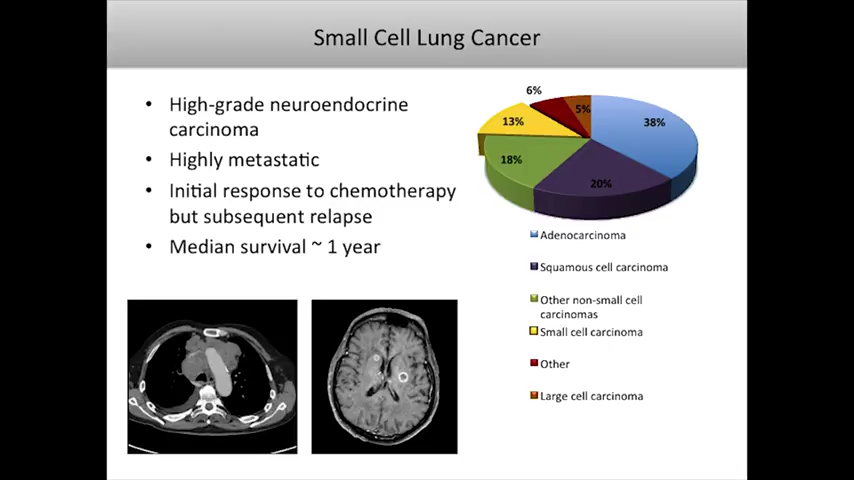 Small Cell Lung Cancer
• High-grade neuroendocrine
carcinoma
• Highly metastatic
• Initial response to chemotherapy
but subsequent relapse
• Median survival ~ 1 year
6%
5%
38%
13%
18%
20%
Adenocarcinoma
Squamous cell carcinoma
Other non-small cell
carcinomas
Small cell carcinoma
Other
Large cell carcinoma